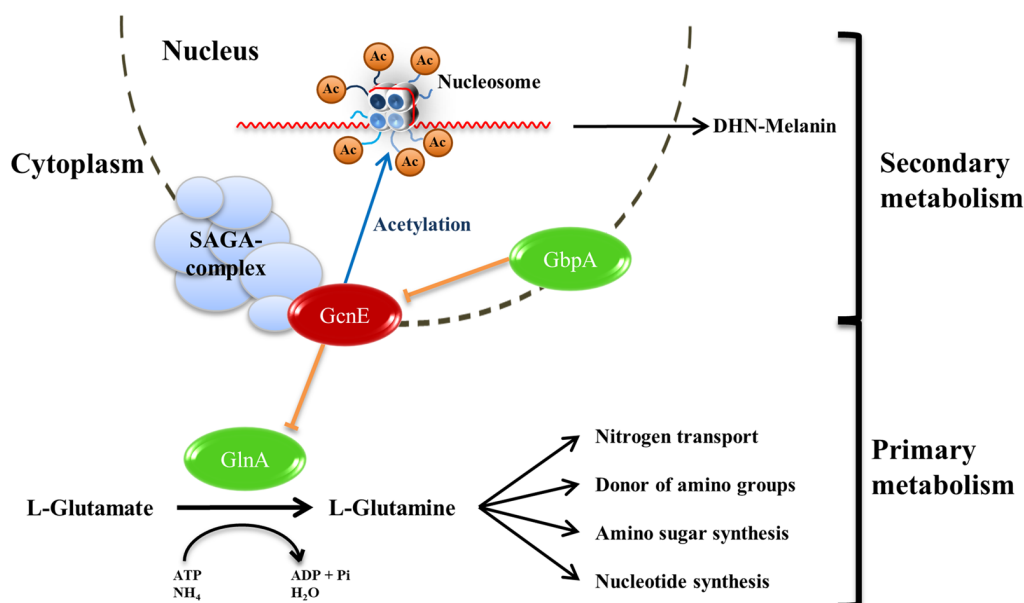 Nucleus
Ac
Ac
Ac
Nucleosome
DHN-Melanin
Ac
Ac
Ac
Cytoplasm
Secondary
metabolism
Acetylation
SAGA-
complex
GbpA
GcnE
Nitrogen transport
Primary
metabolism
GlnA
Donor of amino groups
L-Glutamate
L-Glutamine
Amino sugar synthesis
Nucleotide synthesis
ATP
NH₄
ADP + Pi
H₂O